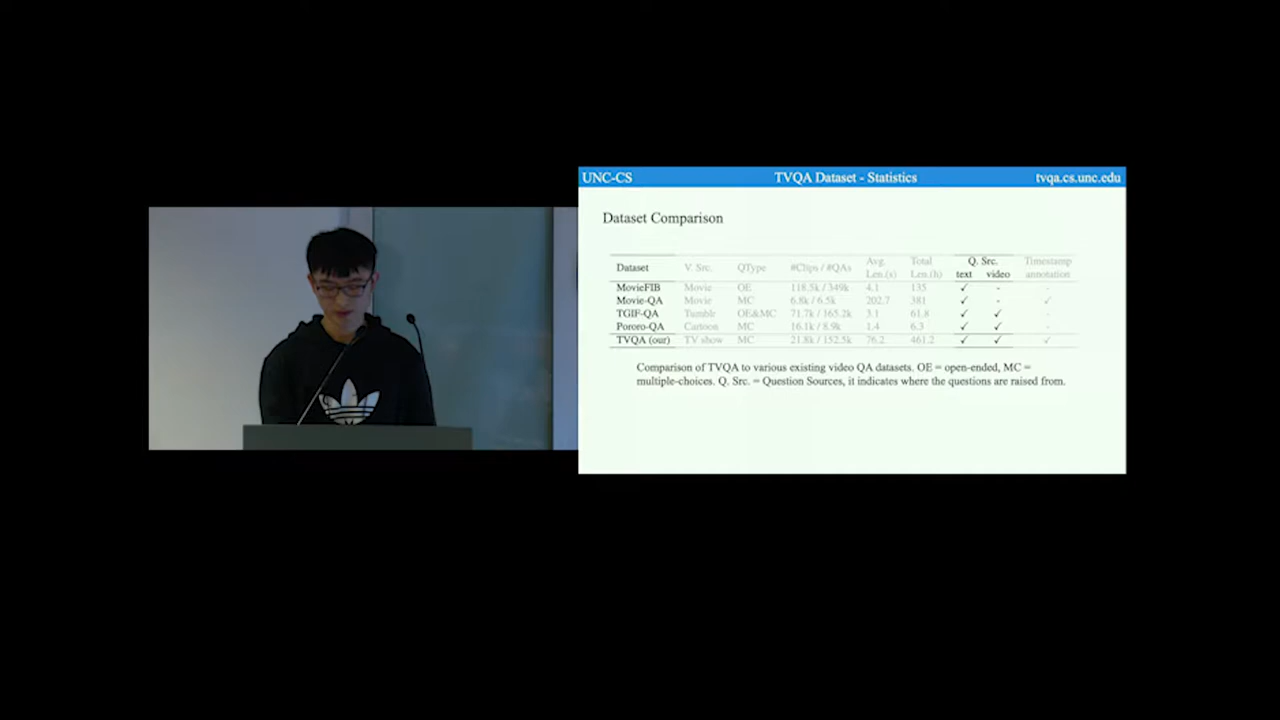 UNC-CS TVQA Dataset - Statistics tvqa.cs.unc.edu
Dataset Comparison
Dataset V. Src. QType #Clips / #QAs Avg. Len.(s) Total Len.(h) Q. Src. text video Timestamp annotation
MovieFIB Movie OE 118.5k / 349k 4.1 135 ✓ - -
Movie-QA Movie MC 6.8k / 6.5k 202.7 381 ✓ - ✓
TGIF-QA Tumblr OE&MC 71.7k / 165.2k 3.1 61.8 ✓ ✓ -
Pororo-QA Cartoon MC 16.1k / 8.9k 1.4 6.3 ✓ ✓ -
TVQA (our) TV show MC 21.8k / 152.5k 76.2 461.2 ✓ ✓ ✓
Comparison of TVQA to various existing video QA datasets. OE = open-ended, MC =
multiple-choices. Q. Src. = Question Sources, it indicates where the questions are raised from.